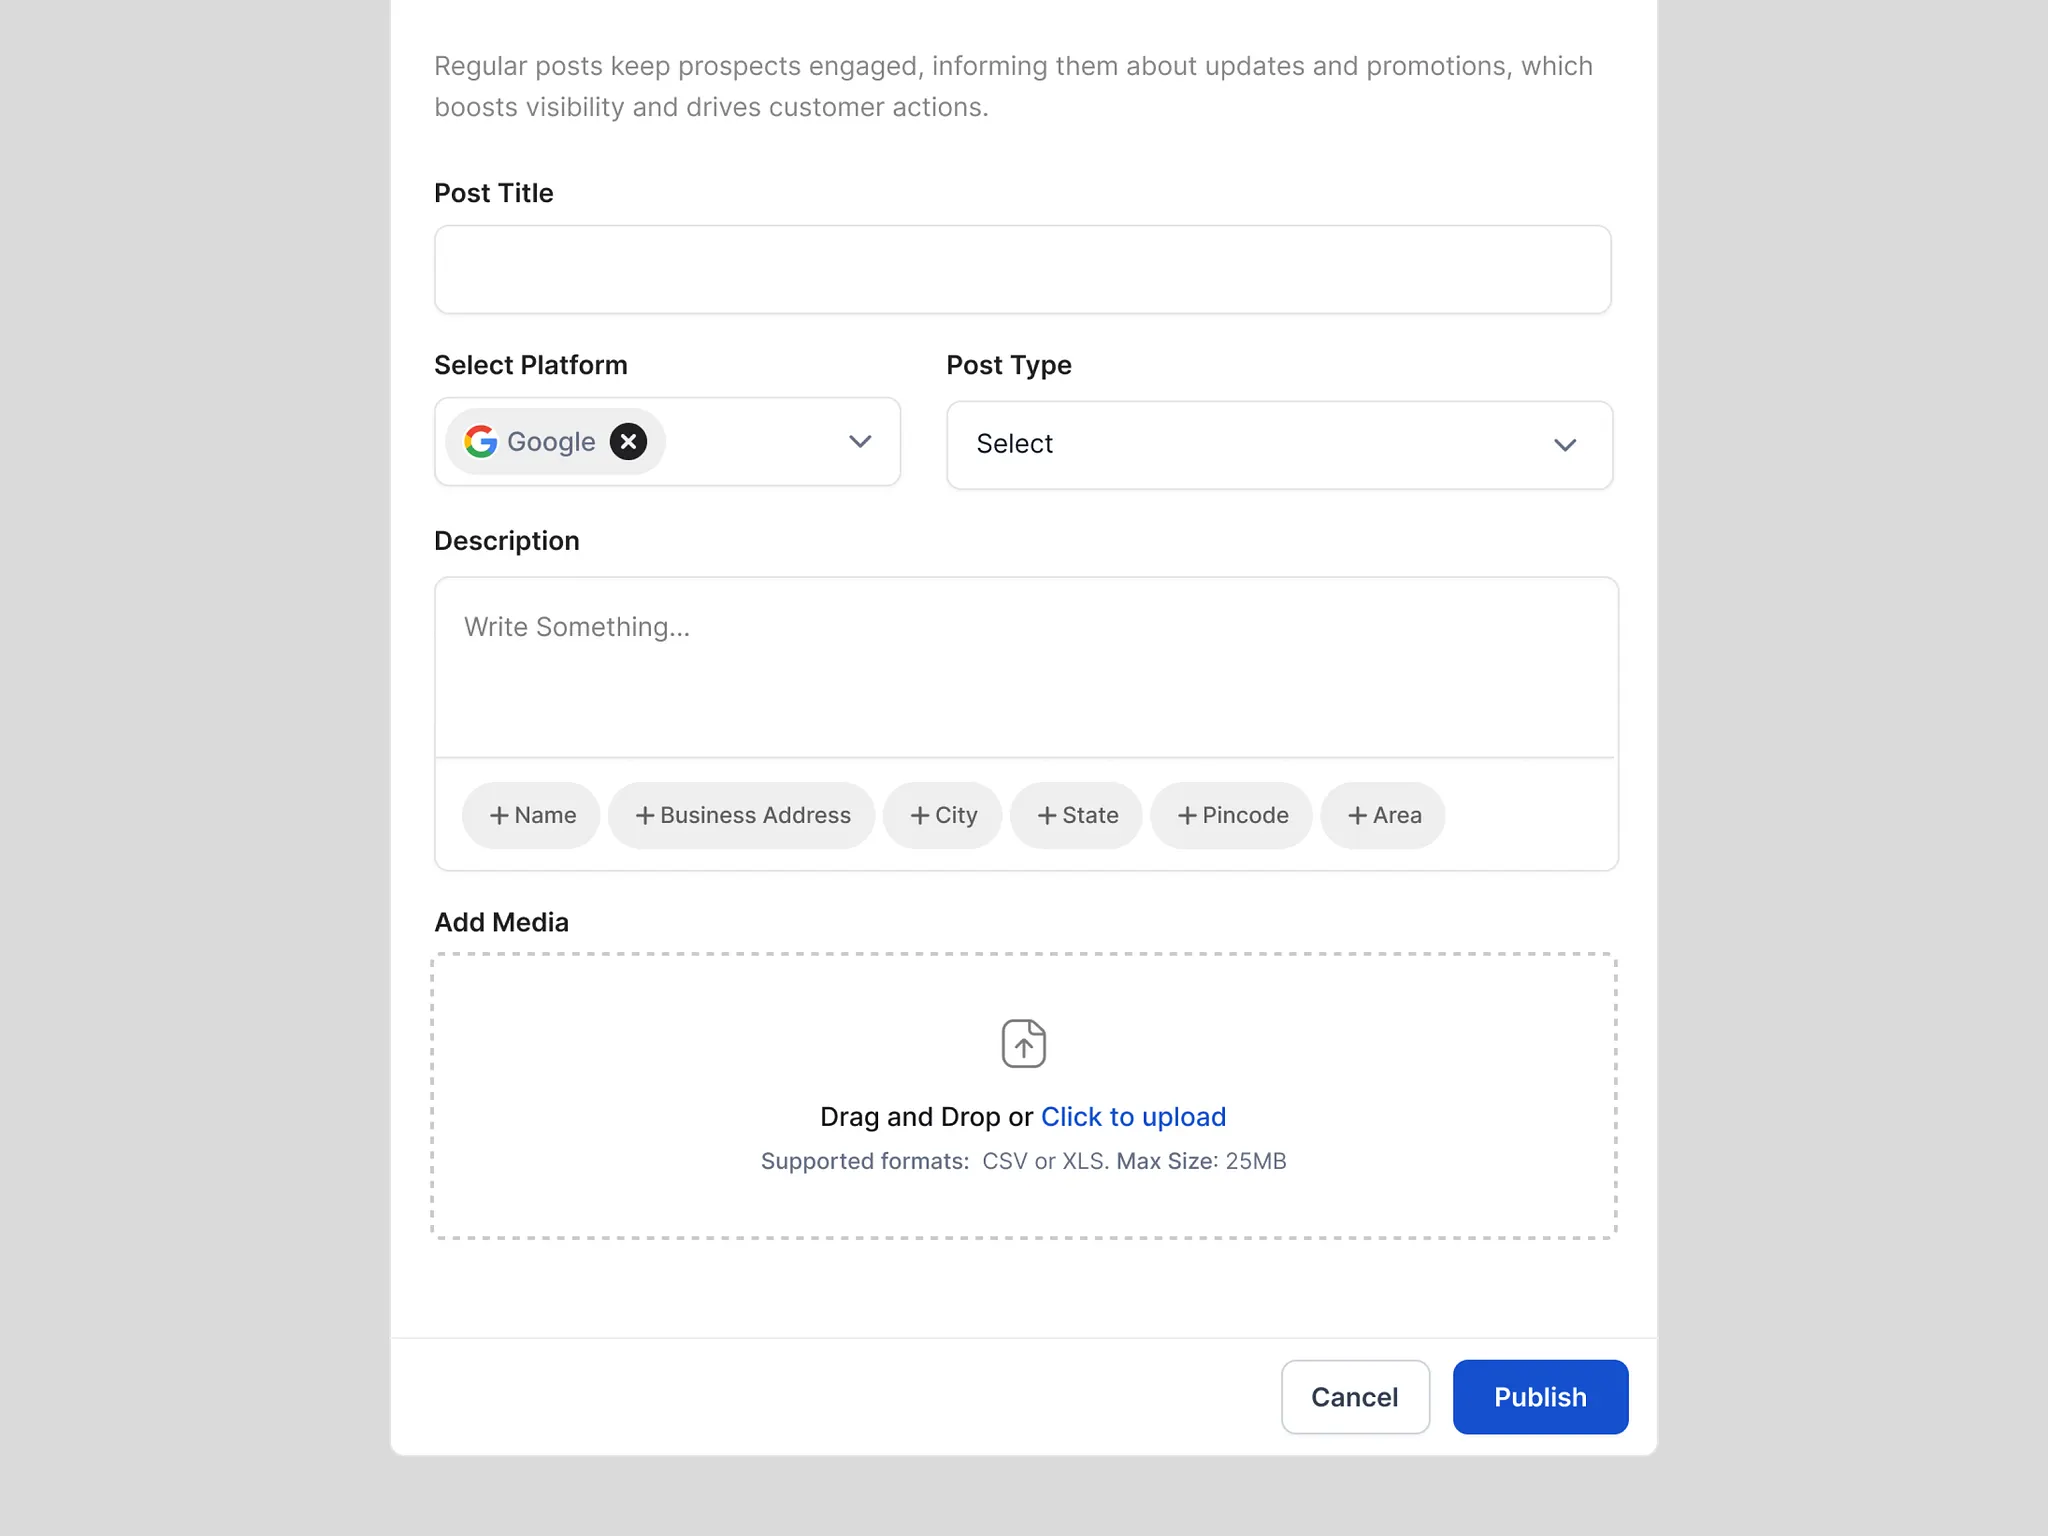 Regular posts keep prospects engaged, informing them about updates and promotions, which
boosts visibility and drives customer actions.
Post Title
Select Platform
Post Type
Google
Select
Description
Write Something...
+ Name
+ Business Address
+ City
+ State
+ Pincode
+ Area
Add Media
Drag and Drop or Click to upload
Supported formats: CSV or XLS. Max Size: 25MB
Cancel
Publish